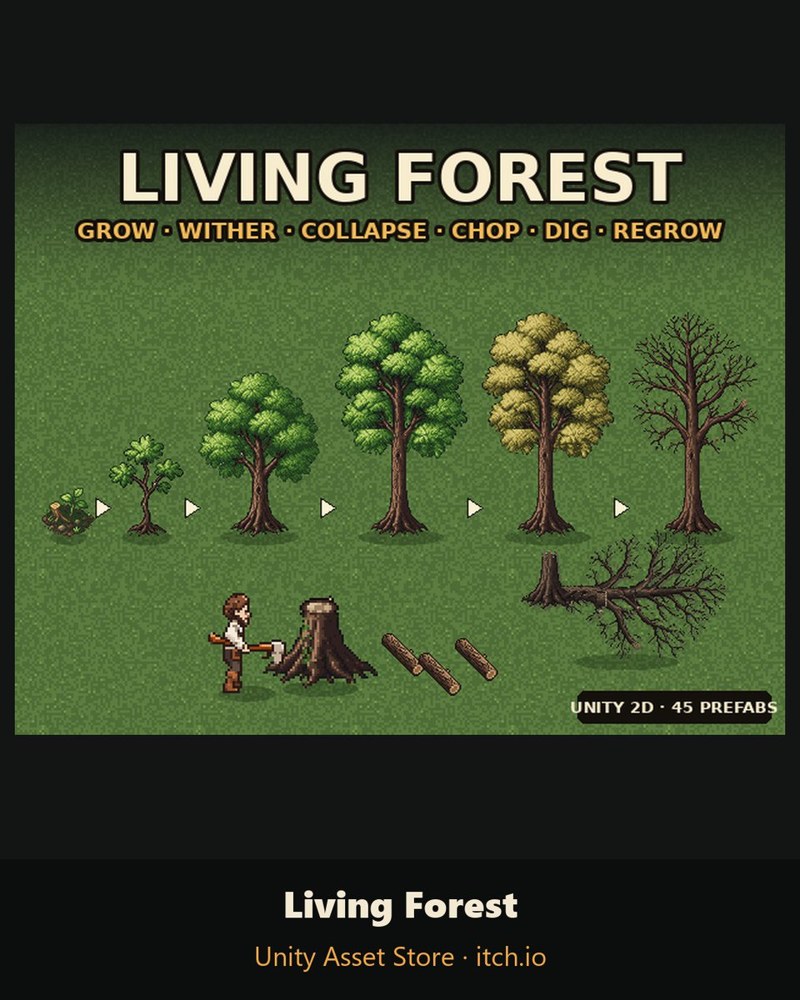 LIVING FOREST
GROW · WITHER · COLLAPSE · CHOP · DIG · REGROW
UNITY 2D · 45 PREFABS
Living Forest
Unity Asset Store · itch.io